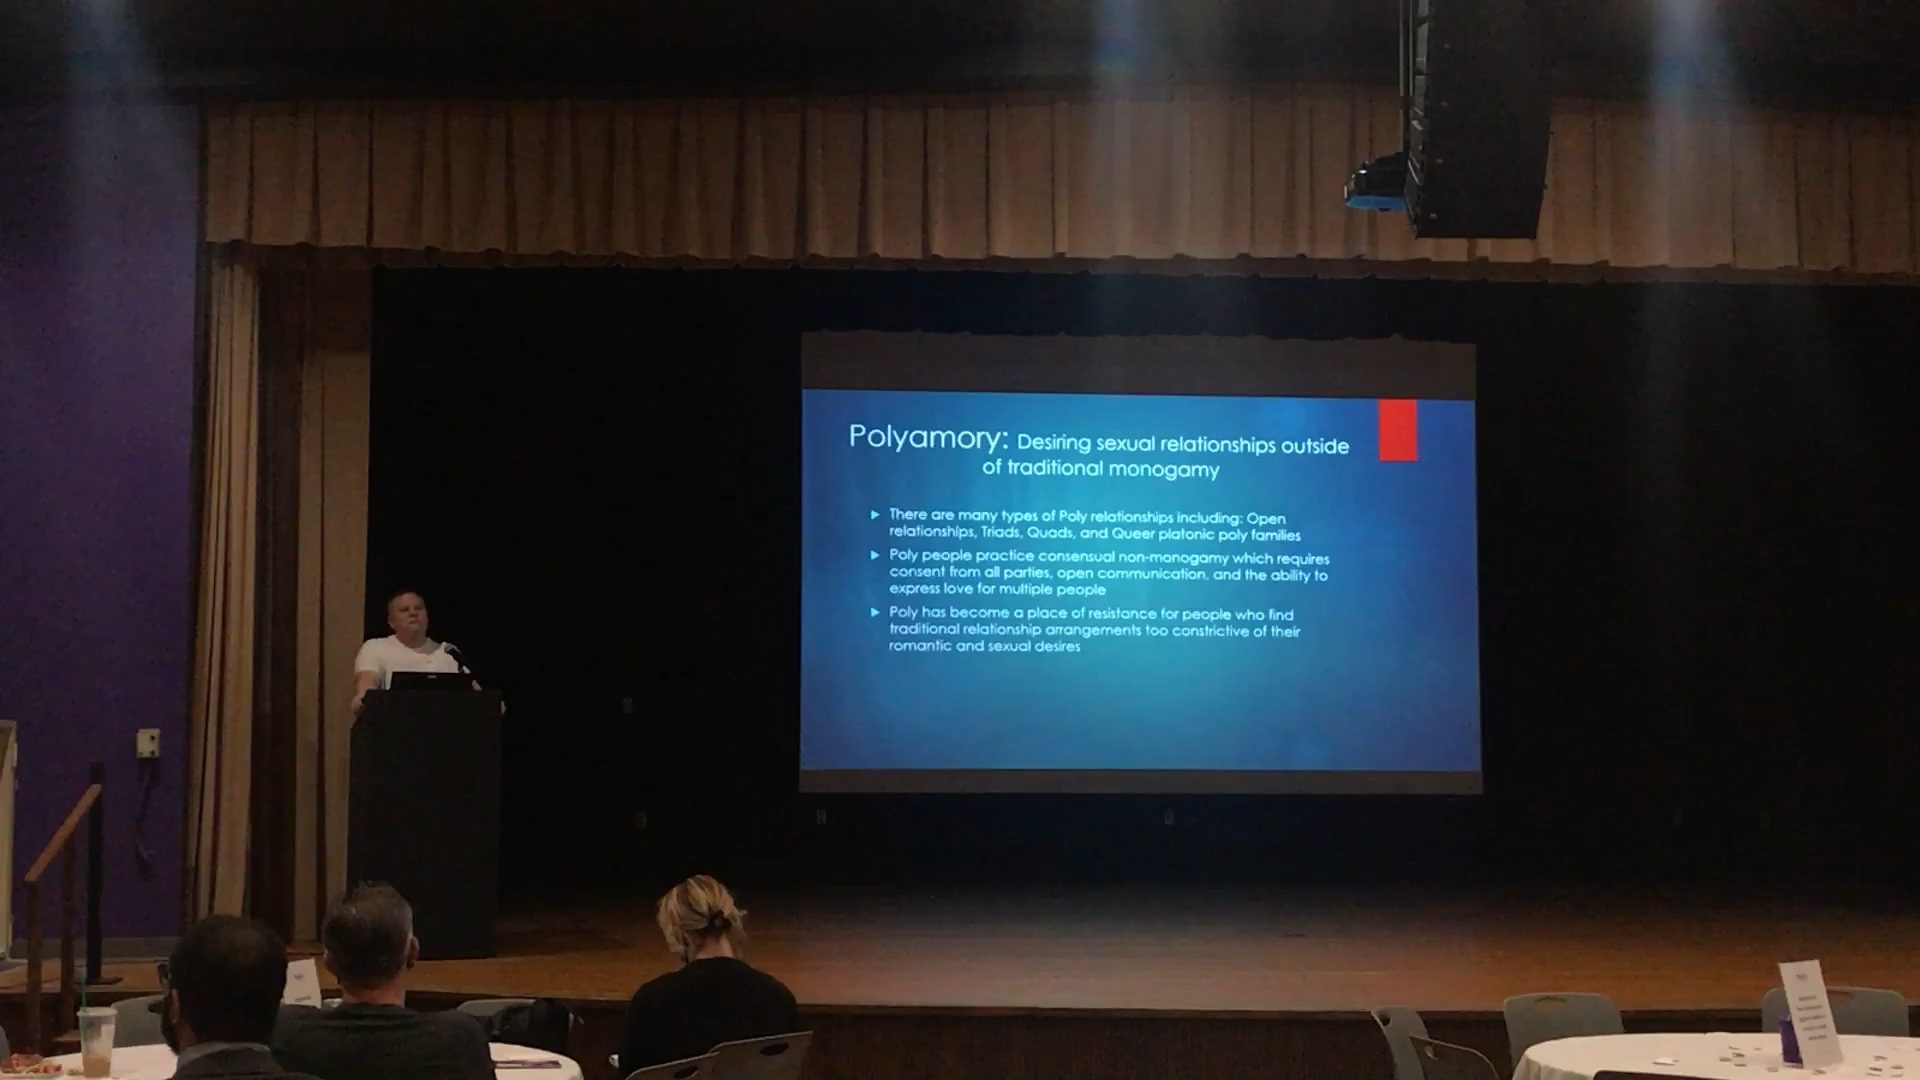 Polyamory: Desiring sexual relationships outside
of traditional monogamy
There are many types of Poly relationships including: Open
relationships, Triads, Quads, and Queer platonic poly families
Poly people practice consensual non-monogamy which requires
consent from all parties, open communication, and the ability to
express love for multiple people
Poly has become a place of resistance for people who find
traditional relationship arrangements too constrictive of their
romantic and sexual desires